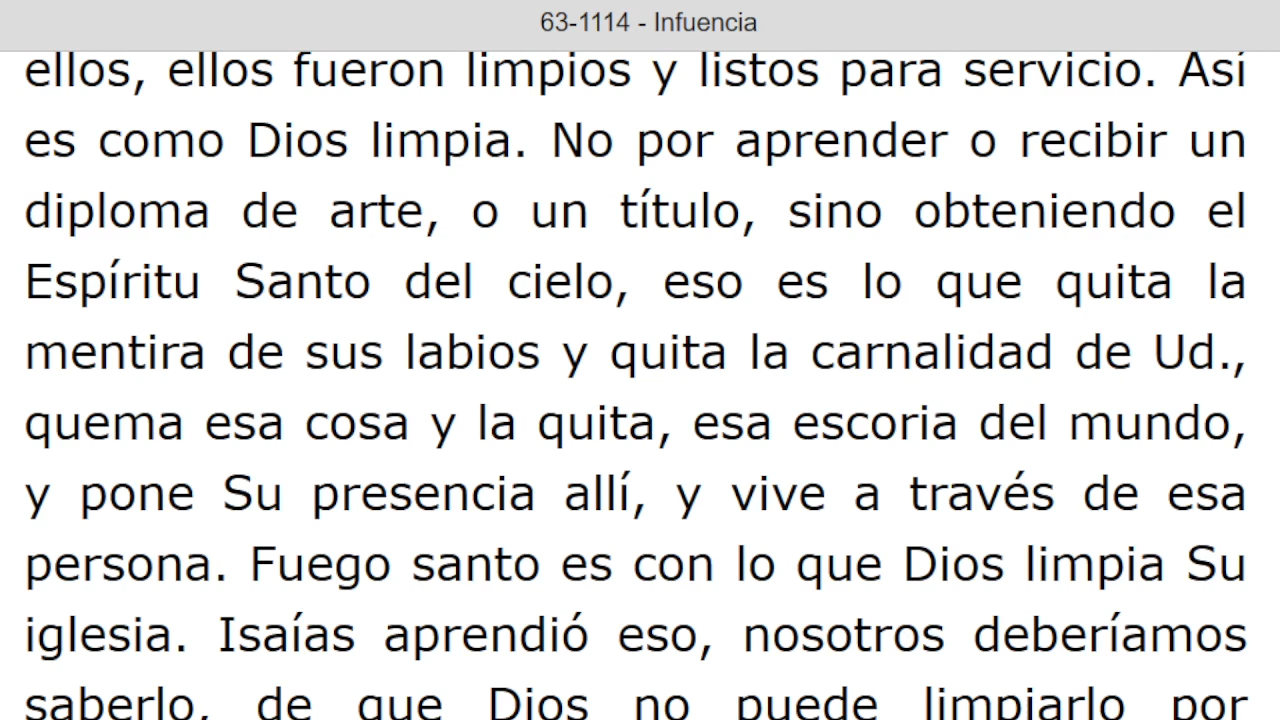 63-1114 - Infuencia
ellos, ellos fueron limpios y listos para servicio. Así
es como Dios limpia. No por aprender o recibir un
diploma de arte, o un título, sino obteniendo el
Espíritu Santo del cielo, eso es lo que quita la
mentira de sus labios y quita la carnalidad de Ud.,
quema esa cosa y la quita, esa escoria del mundo,
y pone Su presencia allí, y vive a través de esa
persona. Fuego santo es con lo que Dios limpia Su
iglesia. Isaías aprendió eso, nosotros deberíamos
saberlo, de que Dios no puede limpiarlo por